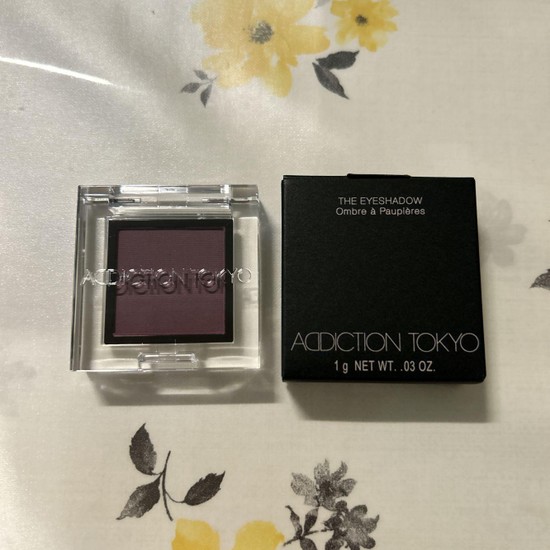 ADDICTION TOKYO
THE EYESHADOW
Ombre à Paupières
ADDICTION TOKYO
1 g NET WT. .03 OZ.